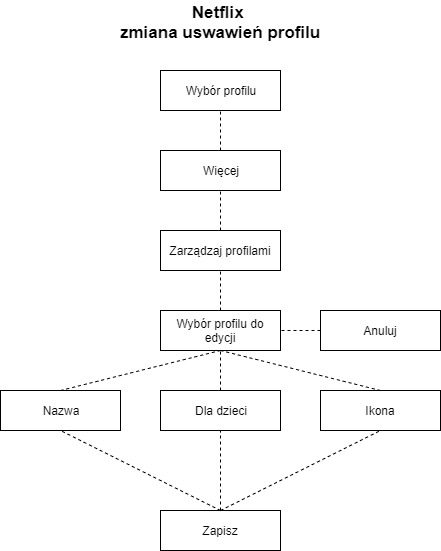 Netflix
zmiana uswawień profilu
Wybór profilu
Więcej
Zarządzaj profilami
Wybór profilu do
edycji
Anuluj
Nazwa
Dla dzieci
Ikona
Zapisz